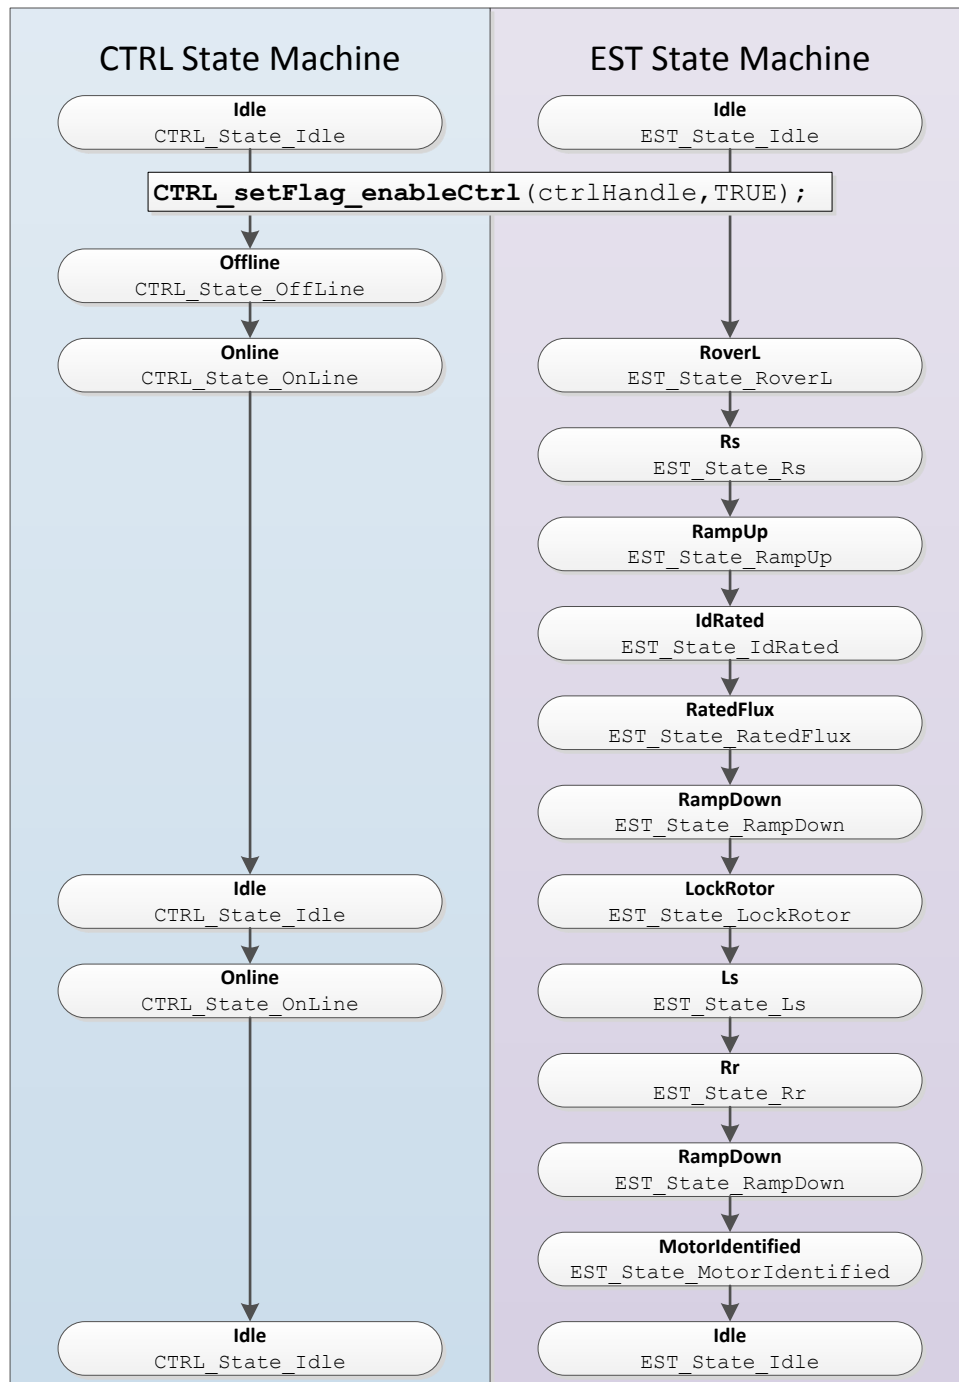 CTRL State Machine
Idle
CTRL_State_Idle
CTRL_setFlag_enableCtrl(ctrlHandle,TRUE);
Offline
CTRL_State_OffLine
Online
CTRL_State_OnLine
Idle
CTRL_State_Idle
Online
CTRL_State_OnLine
Idle
CTRL_State_Idle
EST State Machine
Idle
EST_State_Idle
RoverL
EST_State_RoverL
Rs
EST_State_Rs
RampUp
EST_State_RampUp
IdRated
EST_State_IdRated
RatedFlux
EST_State_RatedFlux
RampDown
EST_State_RampDown
LockRotor
EST_State_LockRotor
Ls
EST_State_Ls
Rr
EST_State_Rr
RampDown
EST_State_RampDown
MotorIdentified
EST_State_MotorIdentified
Idle
EST_State_Idle